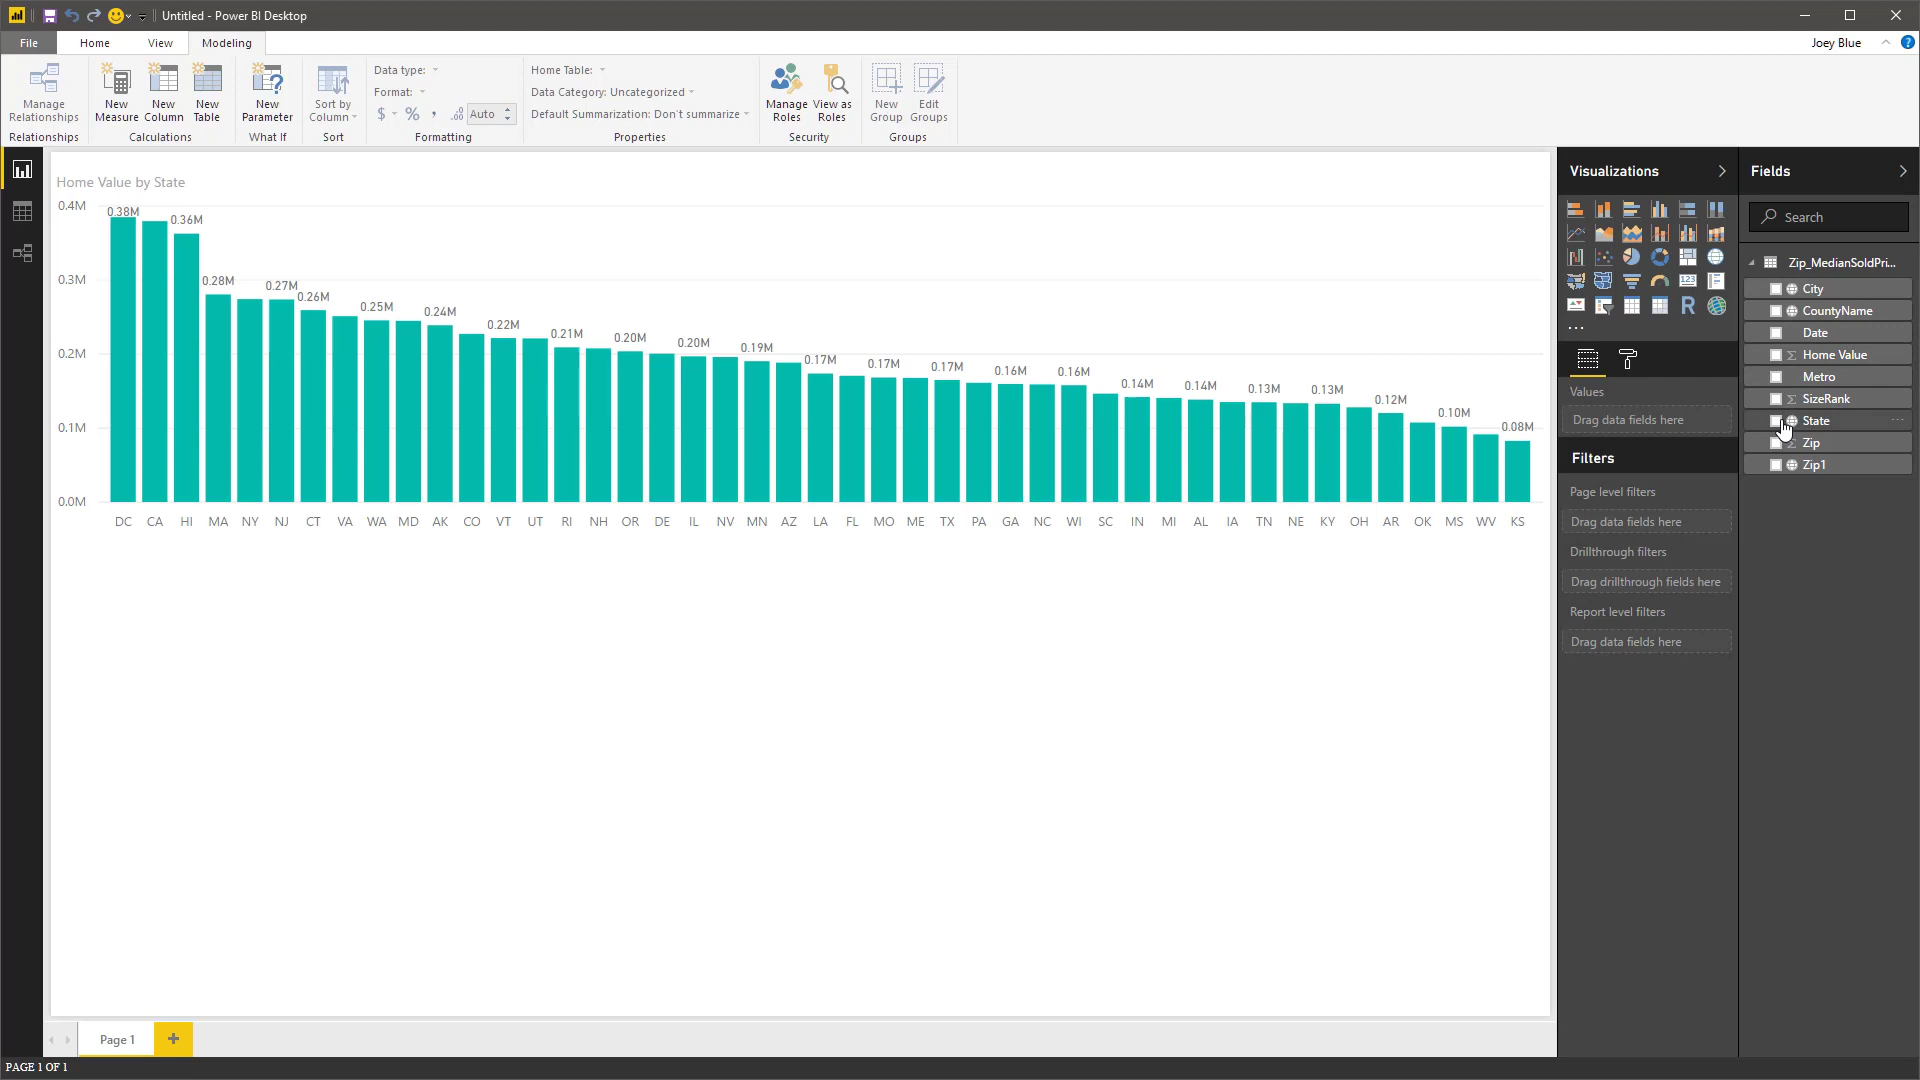 Untitled - Power BI Desktop
File Home View Modeling Joey Blue ?
Manage Relationships
New Measure
New Column
New Table
New Parameter
Sort by Column
Data type:
Format:
$ % , .00 Auto
Home Table:
Data Category: Uncategorized
Default Summarization: Don't summarize
Manage Roles
View as Roles
New Group
Edit Groups
Relationships Calculations What If Sort Formatting Properties Security Groups
Home Value by State
0.4M
0.3M
0.2M
0.1M
0.0M
0.38M 0.36M 0.28M 0.27M 0.26M 0.25M 0.24M 0.22M 0.21M 0.20M 0.20M 0.19M 0.17M 0.17M 0.17M 0.16M 0.16M 0.14M 0.14M 0.13M 0.13M 0.12M 0.10M 0.08M
DC CA HI MA NY NJ CT VA WA MD AK CO VT UT RI NH OR DE IL NV MN AZ LA FL MO ME TX PA GA NC WI SC IN MI AL IA TN NE KY OH AR OK MS WV KS
Visualizations
123
R
Values
Drag data fields here
Filters
Page level filters
Drag data fields here
Drillthrough filters
Drag drillthrough fields here
Report level filters
Drag data fields here
Fields
Search
Zip_MedianSoldPri...
City
CountyName
Date
Σ Home Value
Metro
Σ SizeRank
State
Zip
Zip1
Page 1 +
PAGE 1 OF 1